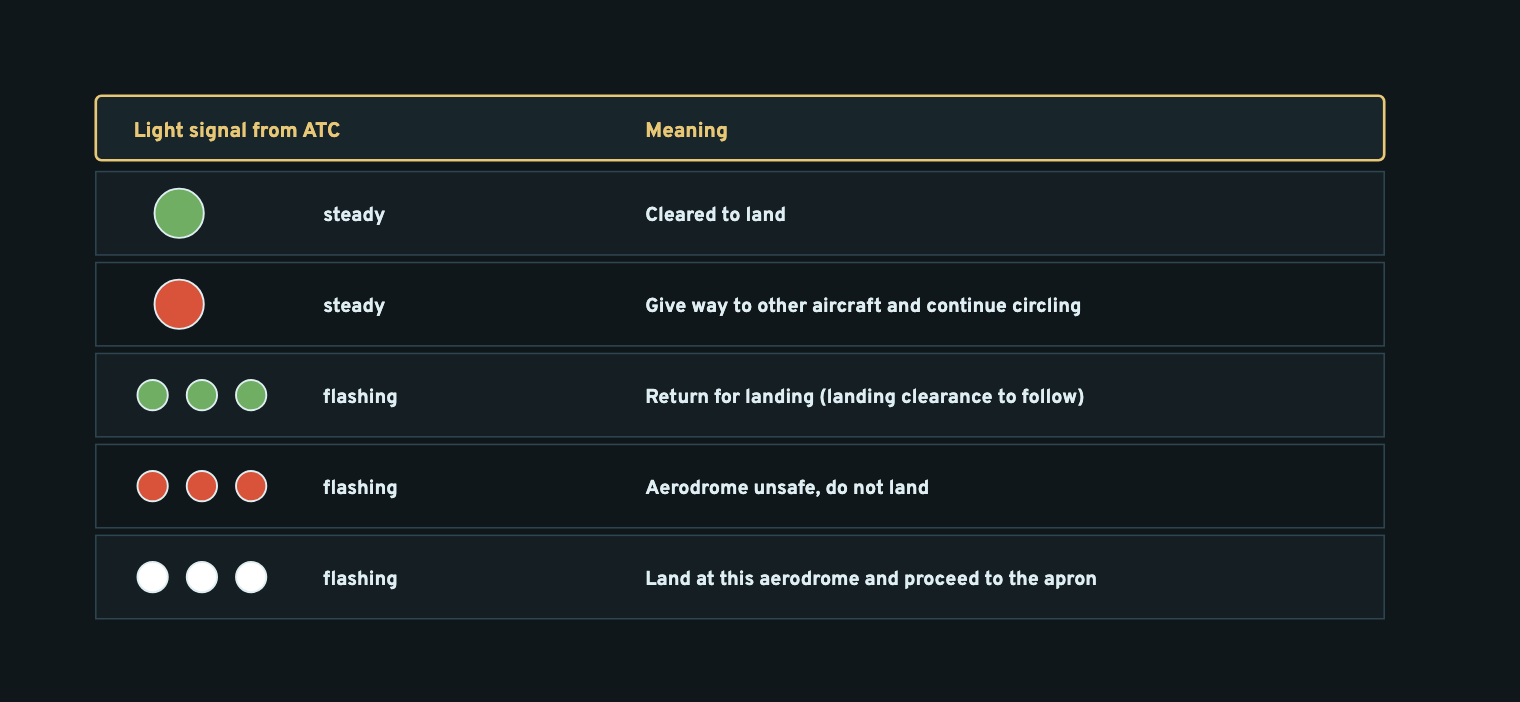 Light signal from ATC Meaning
steady Cleared to land
steady Give way to other aircraft and continue circling
flashing Return for landing (landing clearance to follow)
flashing Aerodrome unsafe, do not land
flashing Land at this aerodrome and proceed to the apron